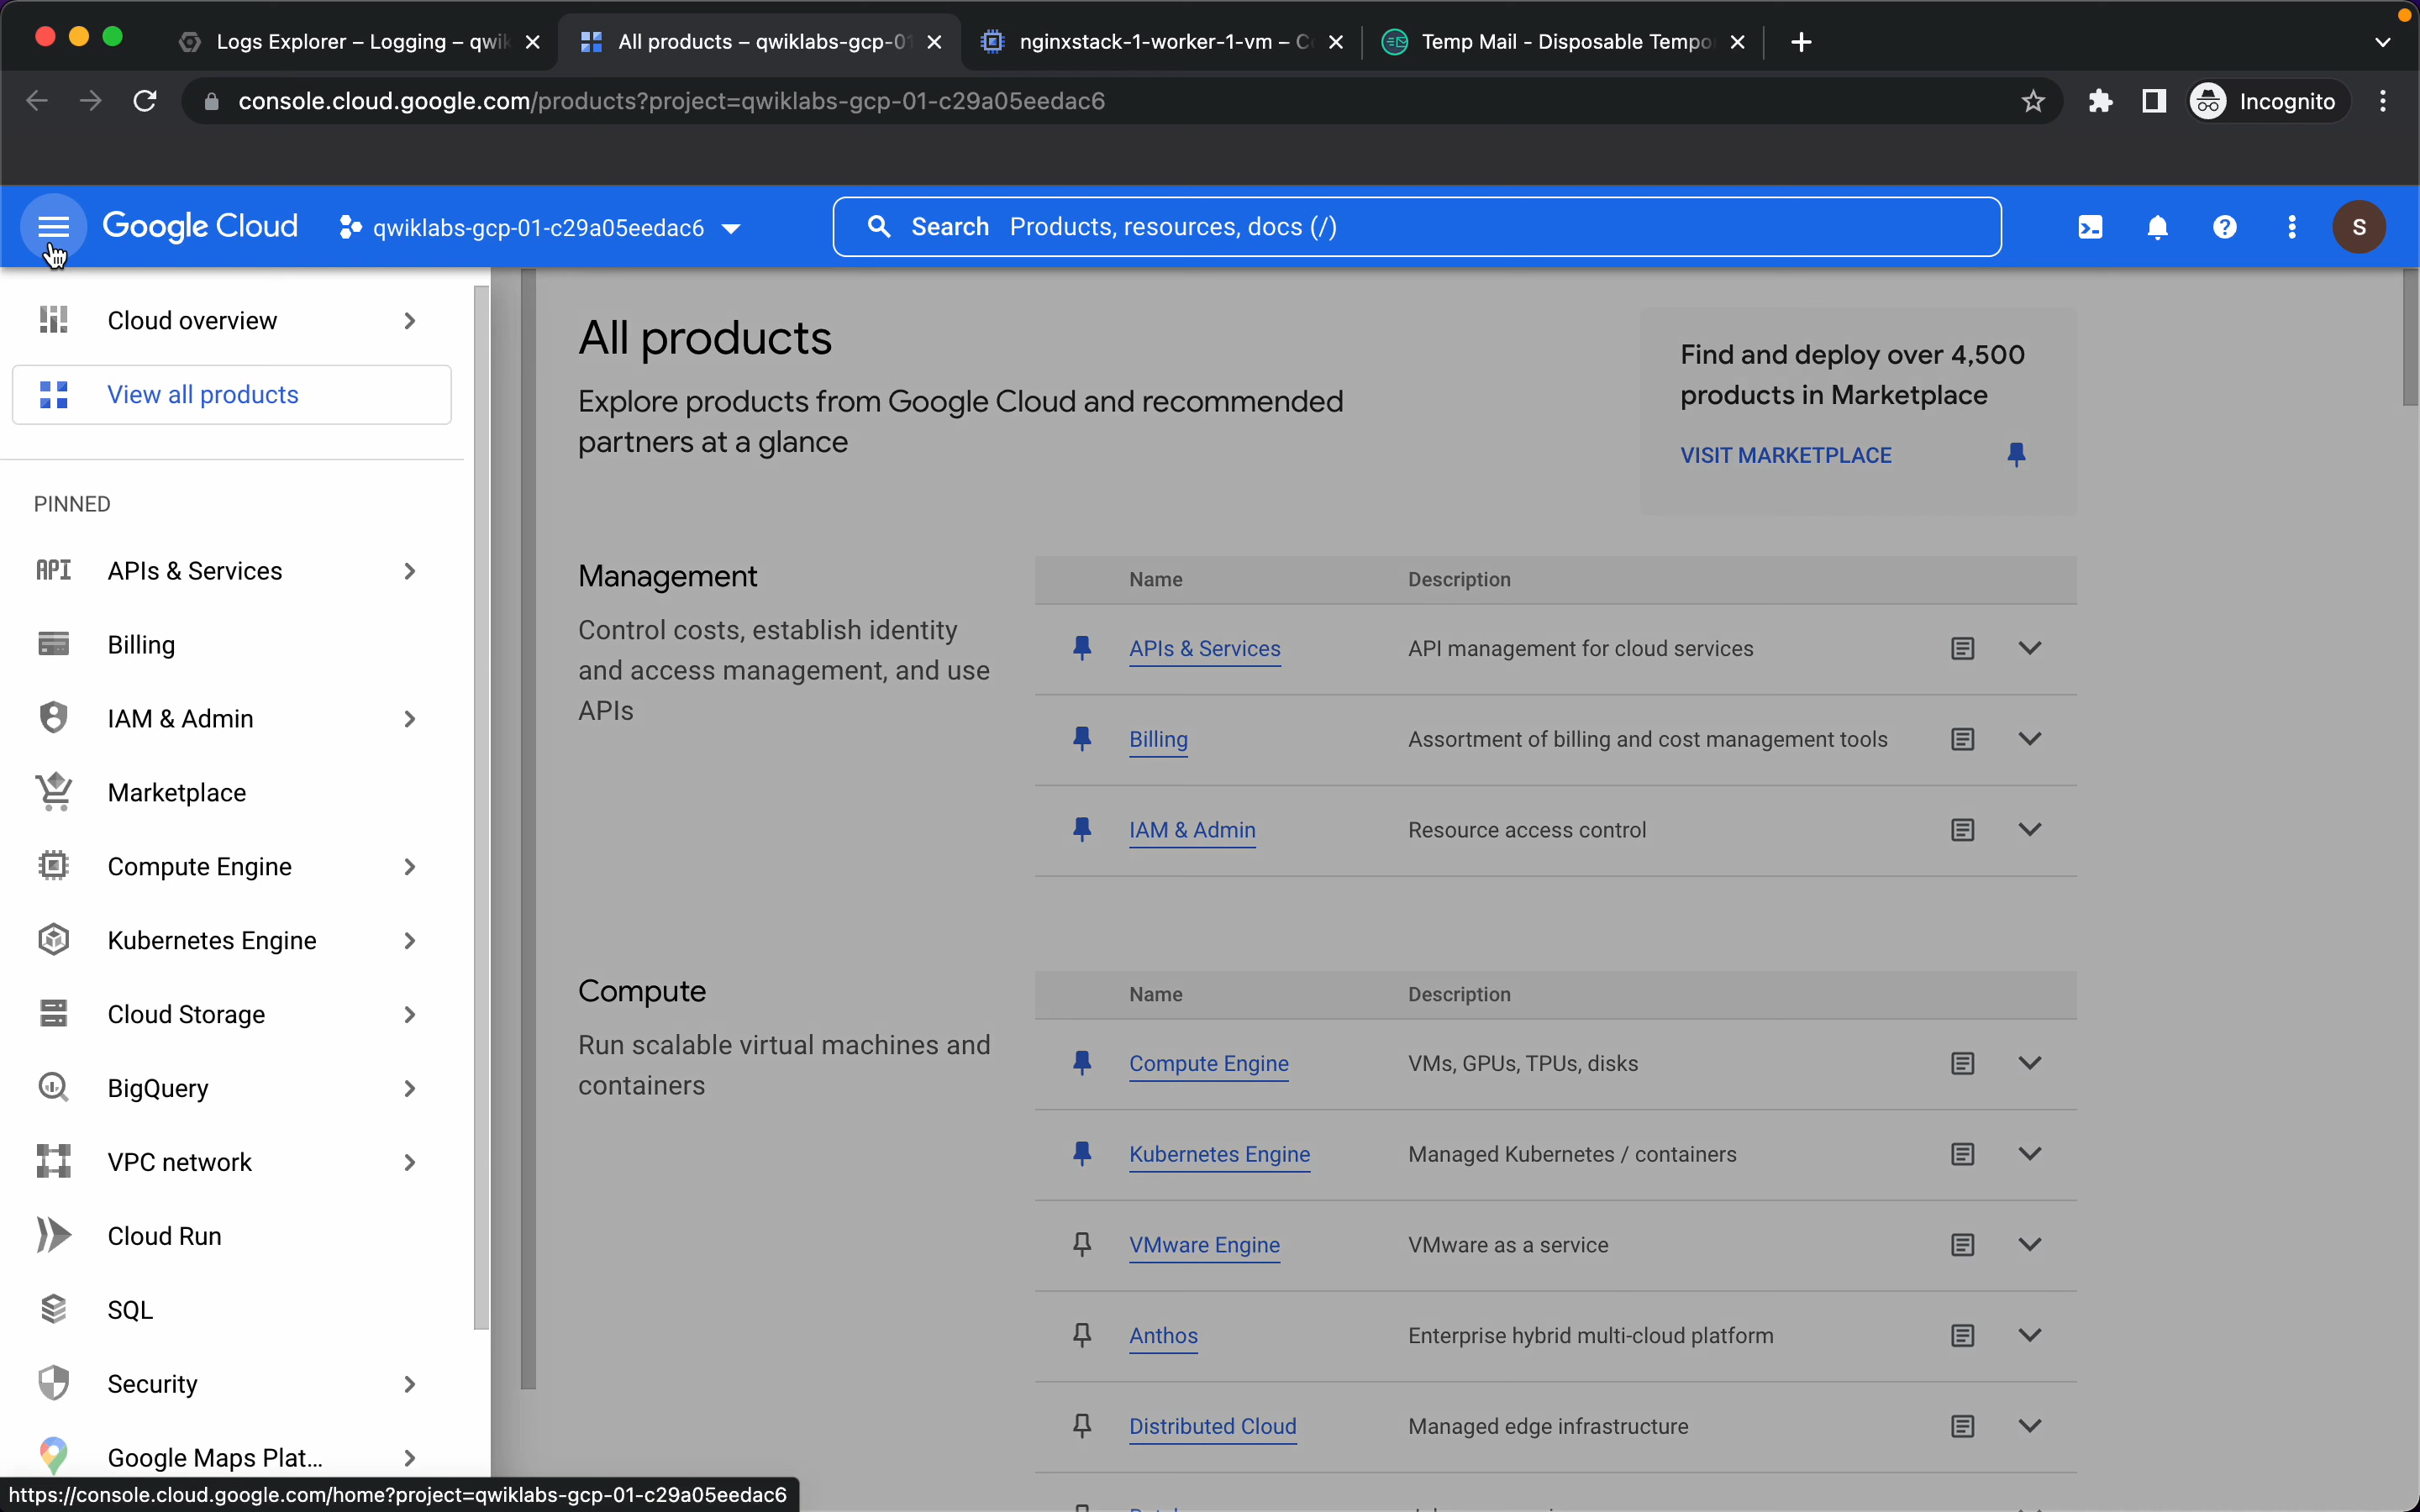 Logs Explorer – Logging – qwik
All products – qwiklabs-gcp-01
nginxstack-1-worker-1-vm – C
Temp Mail - Disposable Tempo
console.cloud.google.com/products?project=qwiklabs-gcp-01-c29a05eedac6
Incognito
Google Cloud
qwiklabs-gcp-01-c29a05eedac6
Search Products, resources, docs (/)
S
Cloud overview
View all products
PINNED
API APIs & Services
Billing
IAM & Admin
Marketplace
Compute Engine
Kubernetes Engine
Cloud Storage
BigQuery
VPC network
Cloud Run
SQL
Security
Google Maps Plat...
All products
Explore products from Google Cloud and recommended
partners at a glance
Find and deploy over 4,500
products in Marketplace
VISIT MARKETPLACE
Management
Control costs, establish identity
and access management, and use
APIs
Name Description
APIs & Services API management for cloud services
Billing Assortment of billing and cost management tools
IAM & Admin Resource access control
Compute
Run scalable virtual machines and
containers
Name Description
Compute Engine VMs, GPUs, TPUs, disks
Kubernetes Engine Managed Kubernetes / containers
VMware Engine VMware as a service
Anthos Enterprise hybrid multi-cloud platform
Distributed Cloud Managed edge infrastructure
https://console.cloud.google.com/home?project=qwiklabs-gcp-01-c29a05eedac6